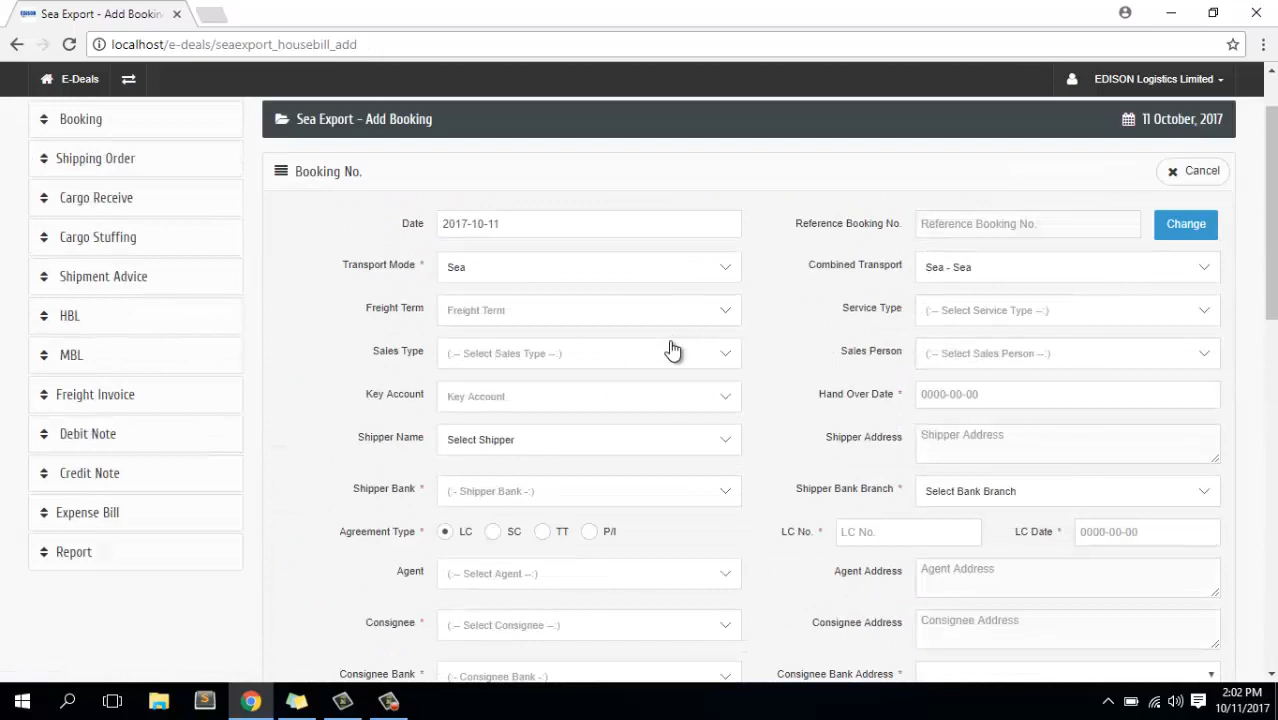 Sea Export - Add Bookin
localhost/e-deals/seaexport_housebill_add
E-Deals
EDISON Logistics Limited
Booking
Shipping Order
Cargo Receive
Cargo Stuffing
Shipment Advice
HBL
MBL
Freight Invoice
Debit Note
Credit Note
Expense Bill
Report
Sea Export - Add Booking 11 October, 2017
Booking No. Cancel
Date 2017-10-11 Reference Booking No. Reference Booking No. Change
Transport Mode * Sea Combined Transport Sea - Sea
Freight Term Freight Term Service Type (:-- Select Service Type --:)
Sales Type (:-- Select Sales Type --:) Sales Person (:-- Select Sales Person --:)
Key Account Key Account Hand Over Date * 0000-00-00
Shipper Name Select Shipper Shipper Address Shipper Address
Shipper Bank * (:- Shipper Bank -:) Shipper Bank Branch * Select Bank Branch
Agreement Type * LC SC TT P/I LC No. * LC No. LC Date * 0000-00-00
Agent (:-- Select Agent --:) Agent Address Agent Address
Consignee * (:-- Select Consignee --:) Consignee Address Consignee Address
Consignee Bank * (:- Consignee Bank -:) Consignee Bank Address *
2:02 PM
10/11/2017